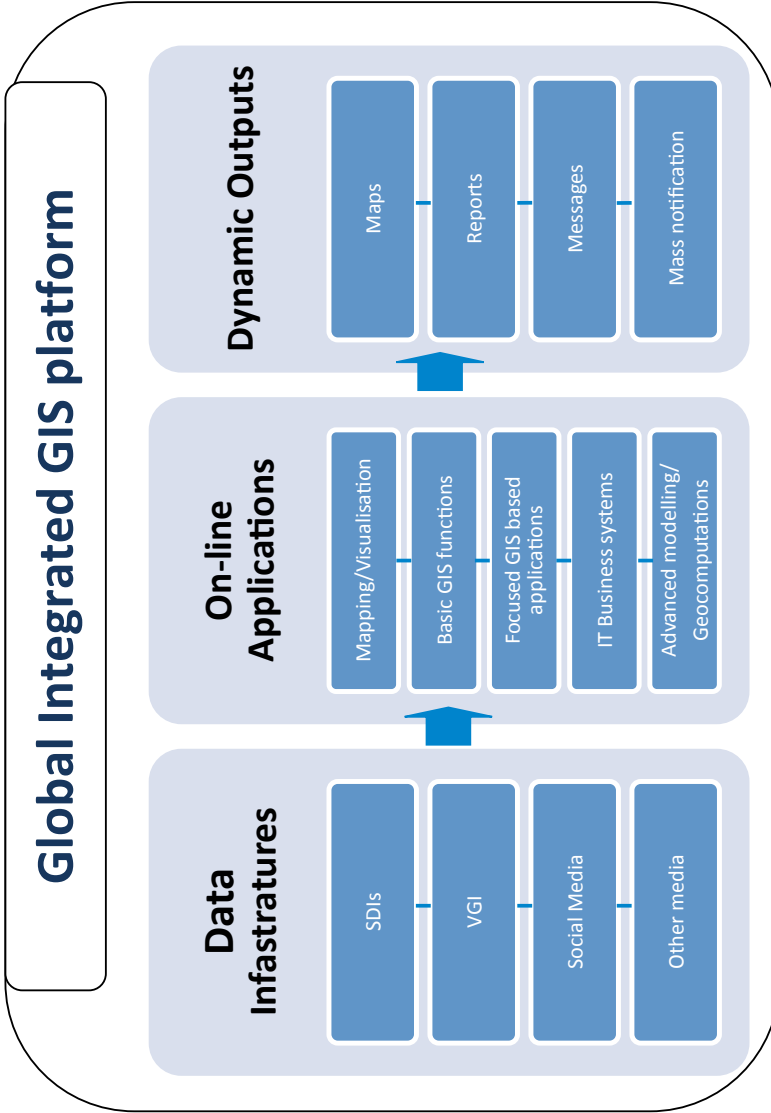 Global Integrated GIS platform
Data
Infastratures
SDIs
VGI
Social Media
Other media
On-line
Applications
Mapping/Visualisation
Basic GIS functions
Focused GIS based
applications
IT Business systems
Advanced modelling/
Geocomputations
Dynamic Outputs
Maps
Reports
Messages
Mass notification